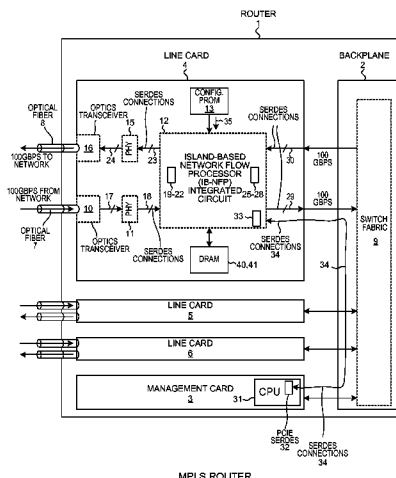 ROUTER
1
LINE CARD
4
BACKPLANE
2
OPTICS
TRANSCEIVER
SERDES
CONNECTIONS
CONFIG.
PROM
13
SERDES
CONNECTIONS
OPTICAL
FIBER
8
15
12
35
16
PHY
24
23
30
100
GBPS
100GBPS TO
NETWORK
ISLAND-BASED
NETWORK FLOW
PROCESSOR
(IB-NFP)
INTEGRATED
CIRCUIT
19-22
25-28
100GBPS FROM
NETWORK
17
18
29
100
GBPS
10
PHY
33
OPTICAL
FIBER
7
OPTICS
TRANSCEIVER
11
SERDES
CONNECTIONS
SERDES
CONNECTIONS
34
SWITCH
FABRIC
9
DRAM
40,41
34
LINE CARD
5
LINE CARD
6
MANAGEMENT CARD
3
31
CPU
PCIE
SERDES
32
SERDES
CONNECTIONS
34
MPLS ROUTER